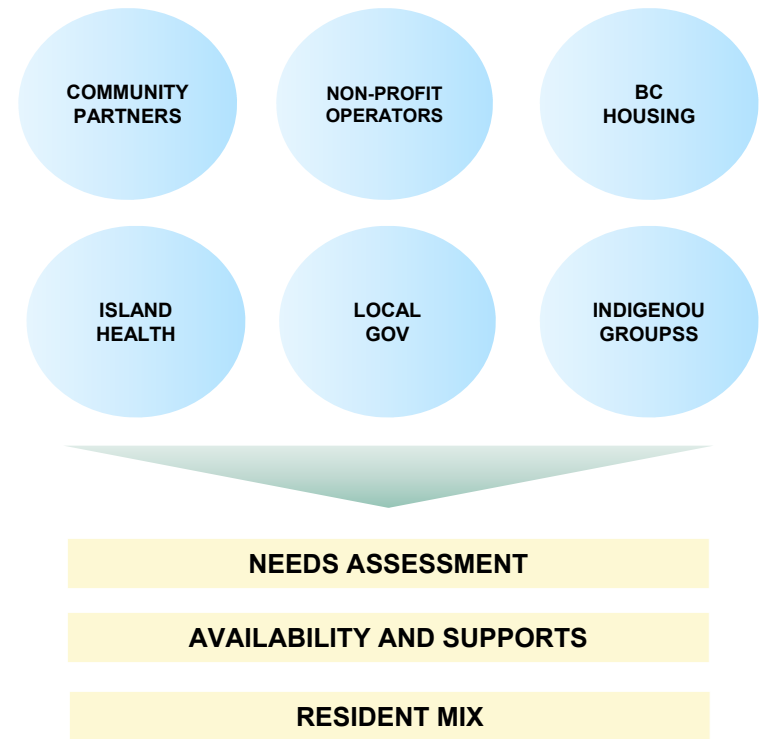 COMMUNITY
PARTNERS
NON-PROFIT
OPERATORS
BC
HOUSING
ISLAND
HEALTH
LOCAL
GOV
INDIGENOU
GROUPSS
NEEDS ASSESSMENT
AVAILABILITY AND SUPPORTS
RESIDENT MIX